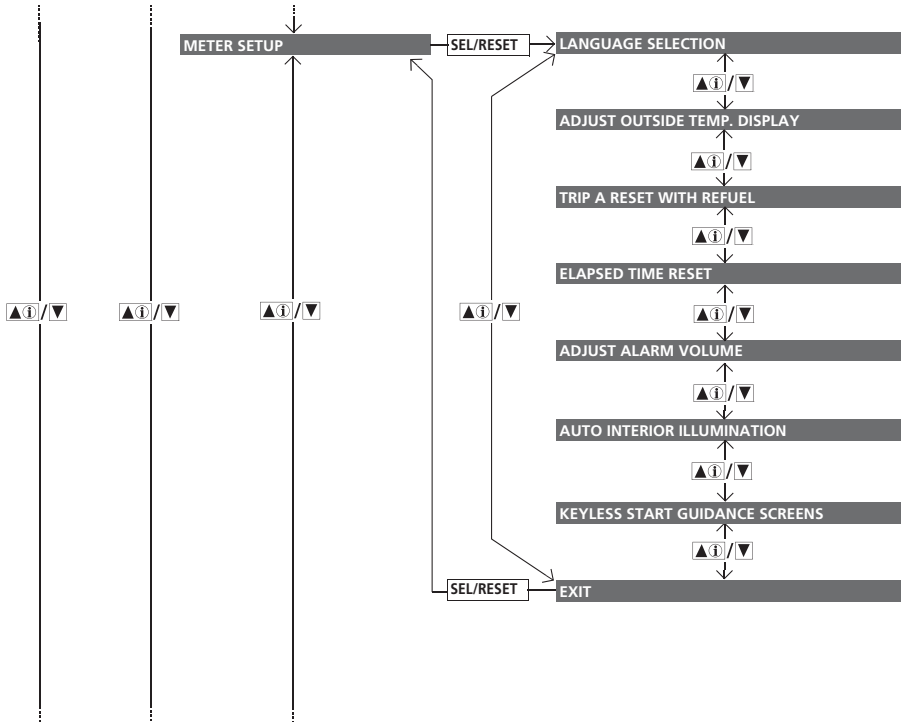 METER SETUP
SEL/RESET
LANGUAGE SELECTION
▲ⓘ/▼
ADJUST OUTSIDE TEMP. DISPLAY
▲ⓘ/▼
TRIP A RESET WITH REFUEL
▲ⓘ/▼
ELAPSED TIME RESET
▲ⓘ/▼
▲ⓘ/▼
▲ⓘ/▼
▲ⓘ/▼
▲ⓘ/▼
ADJUST ALARM VOLUME
▲ⓘ/▼
AUTO INTERIOR ILLUMINATION
▲ⓘ/▼
KEYLESS START GUIDANCE SCREENS
▲ⓘ/▼
SEL/RESET
EXIT